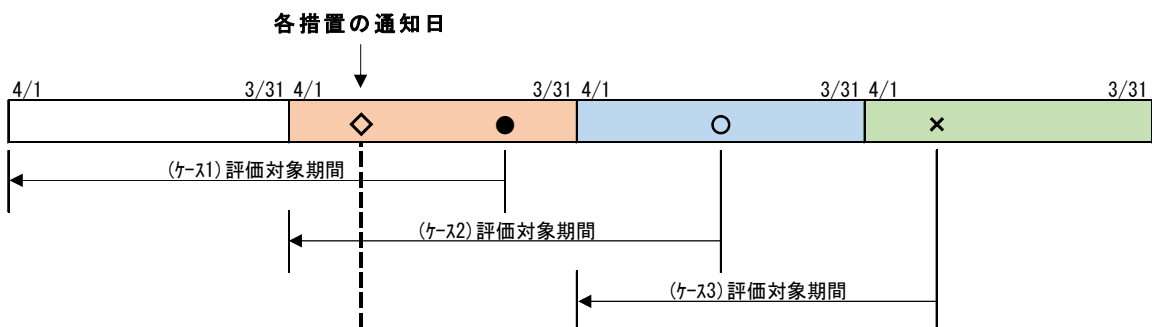 各措置の通知日
4/1 3/31 4/1 3/31 4/1 3/31 4/1 3/31
(ｹｰｽ1)評価対象期間
(ｹｰｽ2)評価対象期間
(ｹｰｽ3)評価対象期間